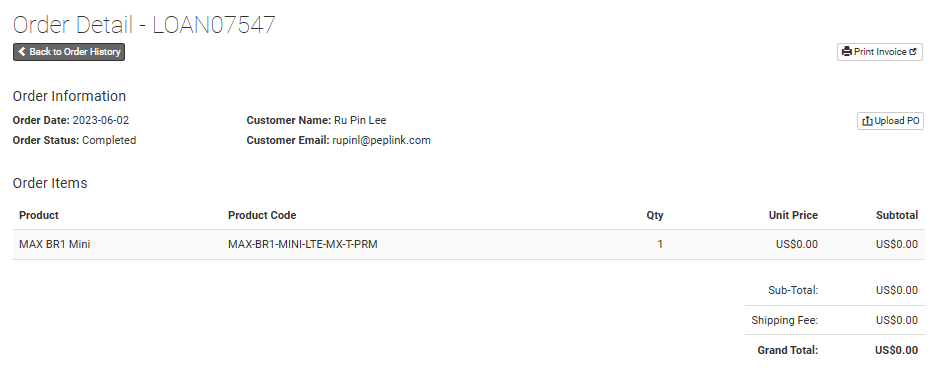 Order Detail - LOAN07547
Back to Order History
Print Invoice
Order Information
Order Date: 2023-06-02 Customer Name: Ru Pin Lee
Upload PO
Order Status: Completed Customer Email: rupinl@peplink.com
Order Items
Product Product Code Qty Unit Price Subtotal
MAX BR1 Mini MAX-BR1-MINI-LTE-MX-T-PRM 1 US$0.00 US$0.00
Sub-Total: US$0.00
Shipping Fee: US$0.00
Grand Total: US$0.00